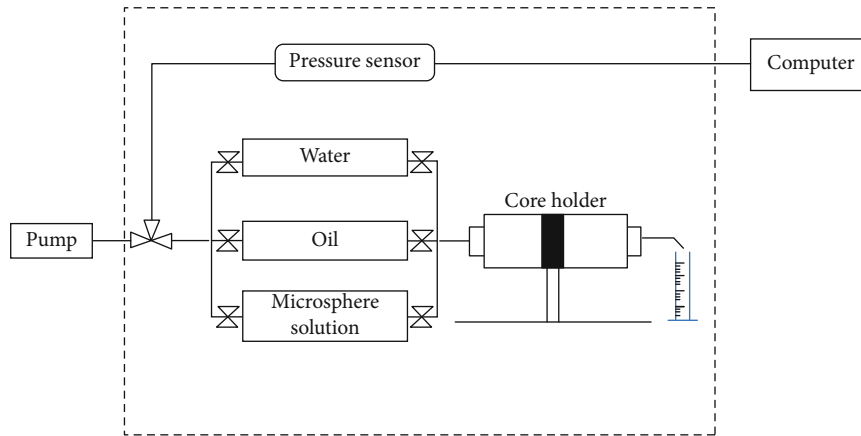 Pressure sensor
Computer
Water
Core holder
Pump
Oil
Microsphere
solution